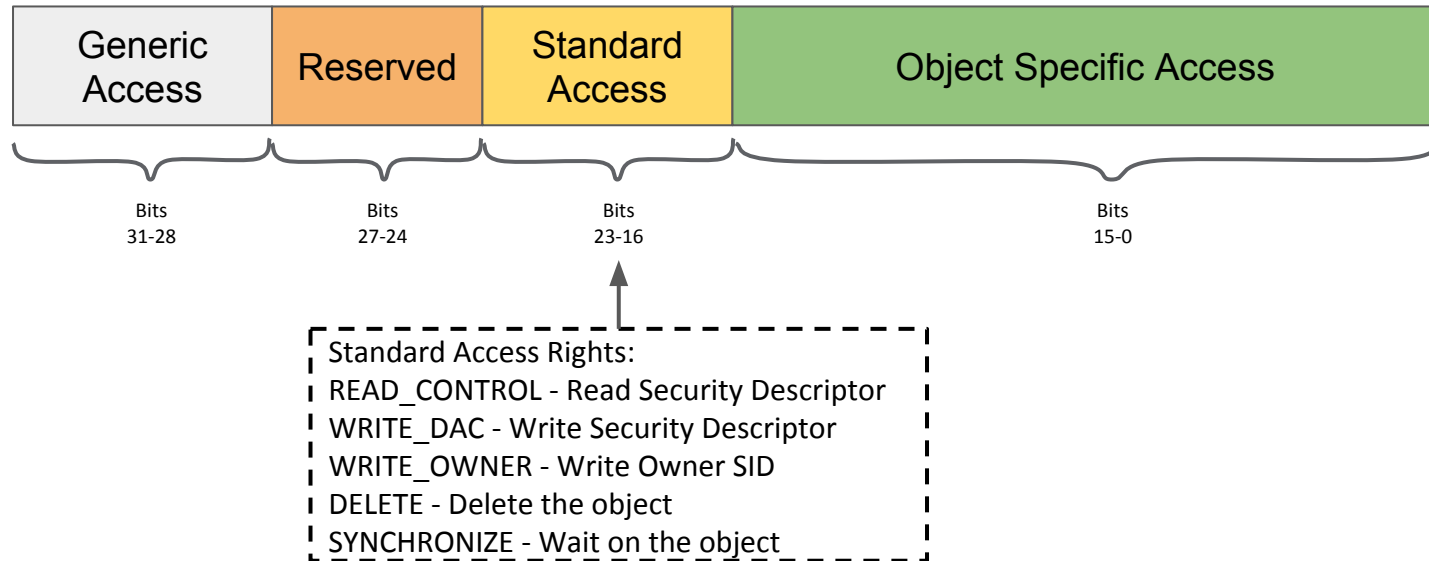 Generic
Access
Reserved
Standard
Access
Object Specific Access
Bits
31-28
Bits
27-24
Bits
23-16
Bits
15-0
Standard Access Rights:
READ_CONTROL - Read Security Descriptor
WRITE_DAC - Write Security Descriptor
WRITE_OWNER - Write Owner SID
DELETE - Delete the object
SYNCHRONIZE - Wait on the object